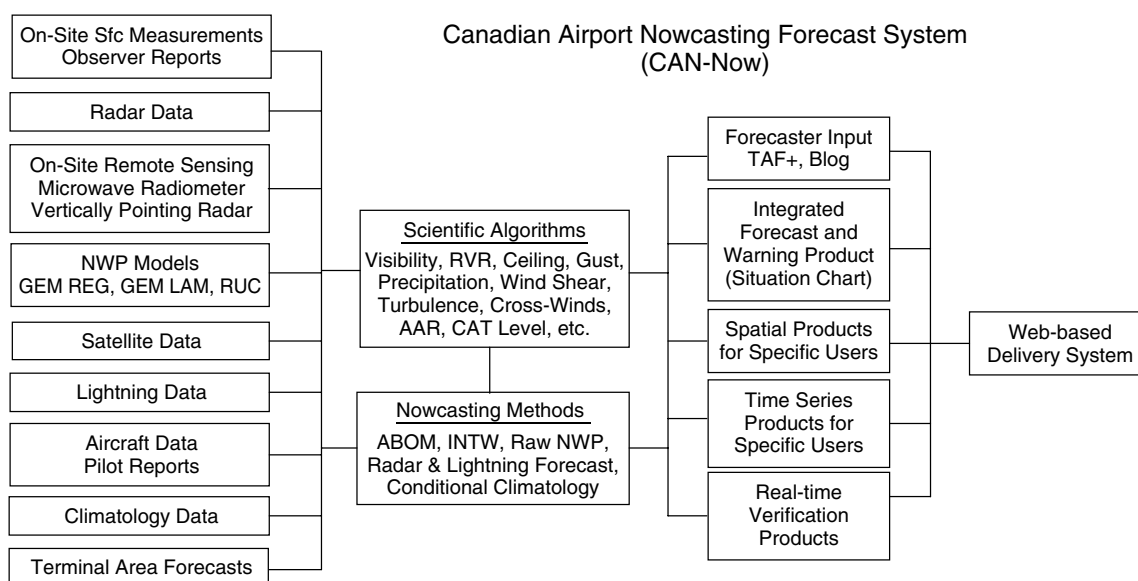 Canadian Airport Nowcasting Forecast System
(CAN-Now)
On-Site Sfc Measurements
Observer Reports
Radar Data
On-Site Remote Sensing
Microwave Radiometer
Vertically Pointing Radar
NWP Models
GEM REG, GEM LAM, RUC
Satellite Data
Lightning Data
Aircraft Data
Pilot Reports
Climatology Data
Terminal Area Forecasts
Scientific Algorithms
Visibility, RVR, Ceiling, Gust,
Precipitation, Wind Shear,
Turbulence, Cross-Winds,
AAR, CAT Level, etc.
Nowcasting Methods
ABOM, INTW, Raw NWP,
Radar & Lightning Forecast,
Conditional Climatology
Forecaster Input
TAF+, Blog
Integrated
Forecast and
Warning Product
(Situation Chart)
Spatial Products
for Specific Users
Time Series
Products for
Specific Users
Real-time
Verification
Products
Web-based
Delivery System